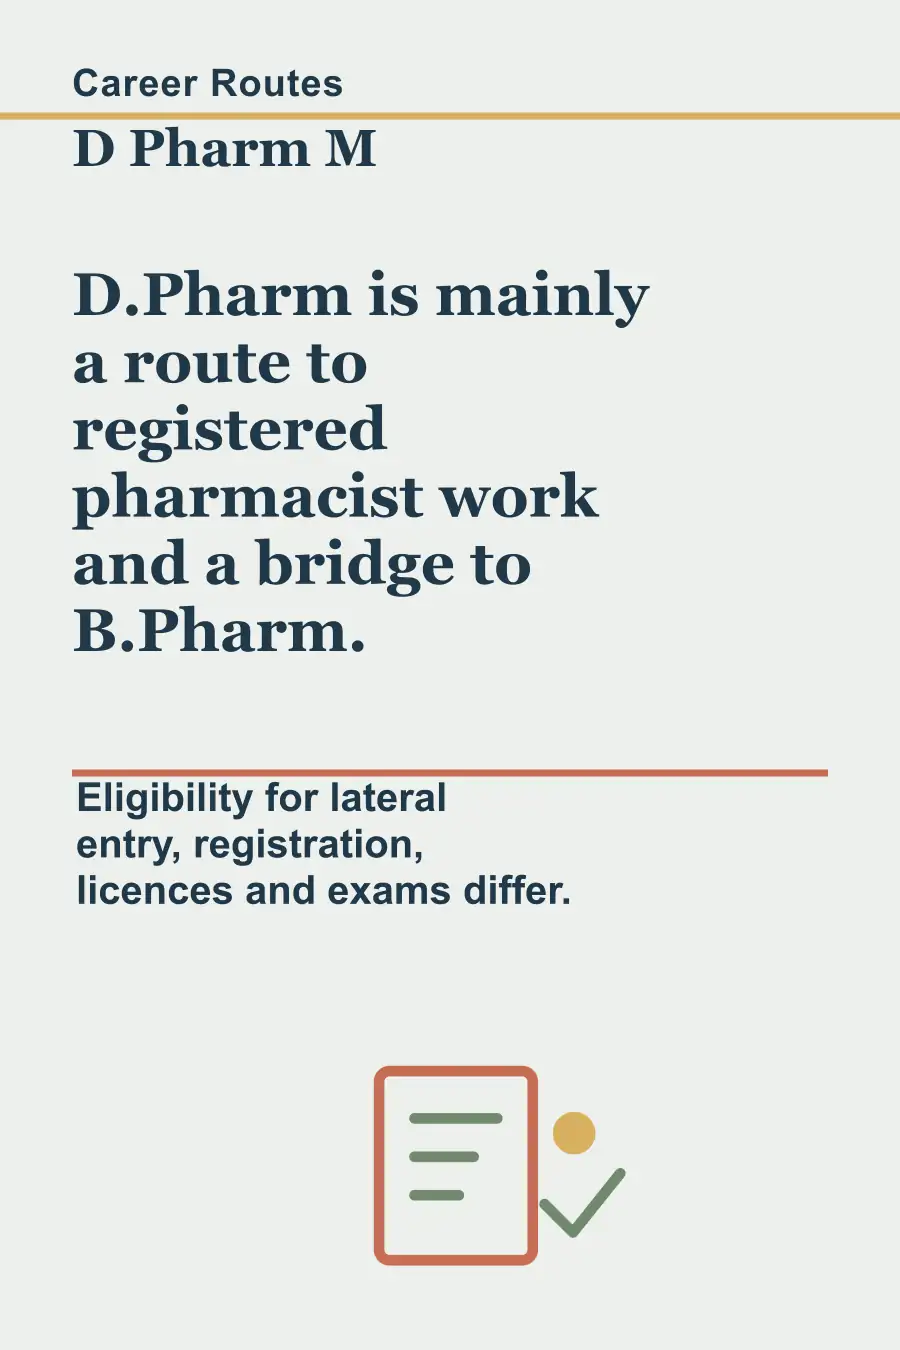 Career Routes
D Pharm M
D.Pharm is mainly
a route to
registered
pharmacist work
and a bridge to
B.Pharm.
Eligibility for lateral
entry, registration,
licences and exams differ.